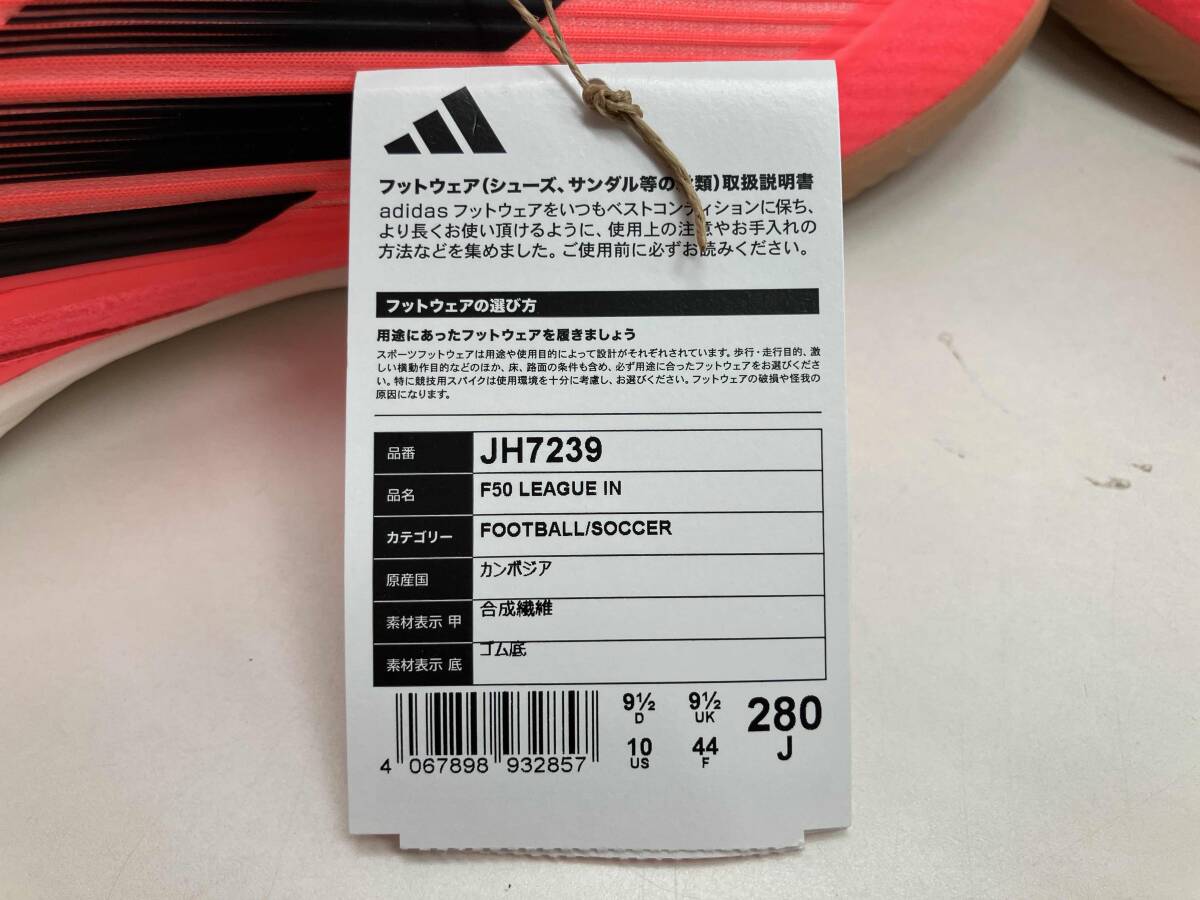 フットウェア(シューズ、サンダル等の 類)取扱説明書
adidas フットウェアをいつもベストコンディションに保ち、
より長くお使い頂けるように、使用上の注意やお手入れの
方法などを集めました。ご使用前に必ずお読みください。
フットウェアの選び方
用途にあったフットウェアを履きましょう
スポーツフットウェアは用途や使用目的によって設計がそれぞれされています。歩行・走行目的、激
しい横動作目的などのほか、床、路面の条件も含め、必ず用途に合ったフットウェアをお選びくださ
い。特に競技用スパイクは使用環境を十分に考慮し、お選びください。フットウェアの破損や怪我の
原因になります。
品番 JH7239
品名 F50 LEAGUE IN
カテゴリー FOOTBALL/SOCCER
原産国 カンボジア
素材表示 甲 合成繊維
素材表示 底 ゴム底
9½ 9½ 280
D UK J
10 44
US F
4 067898 932857